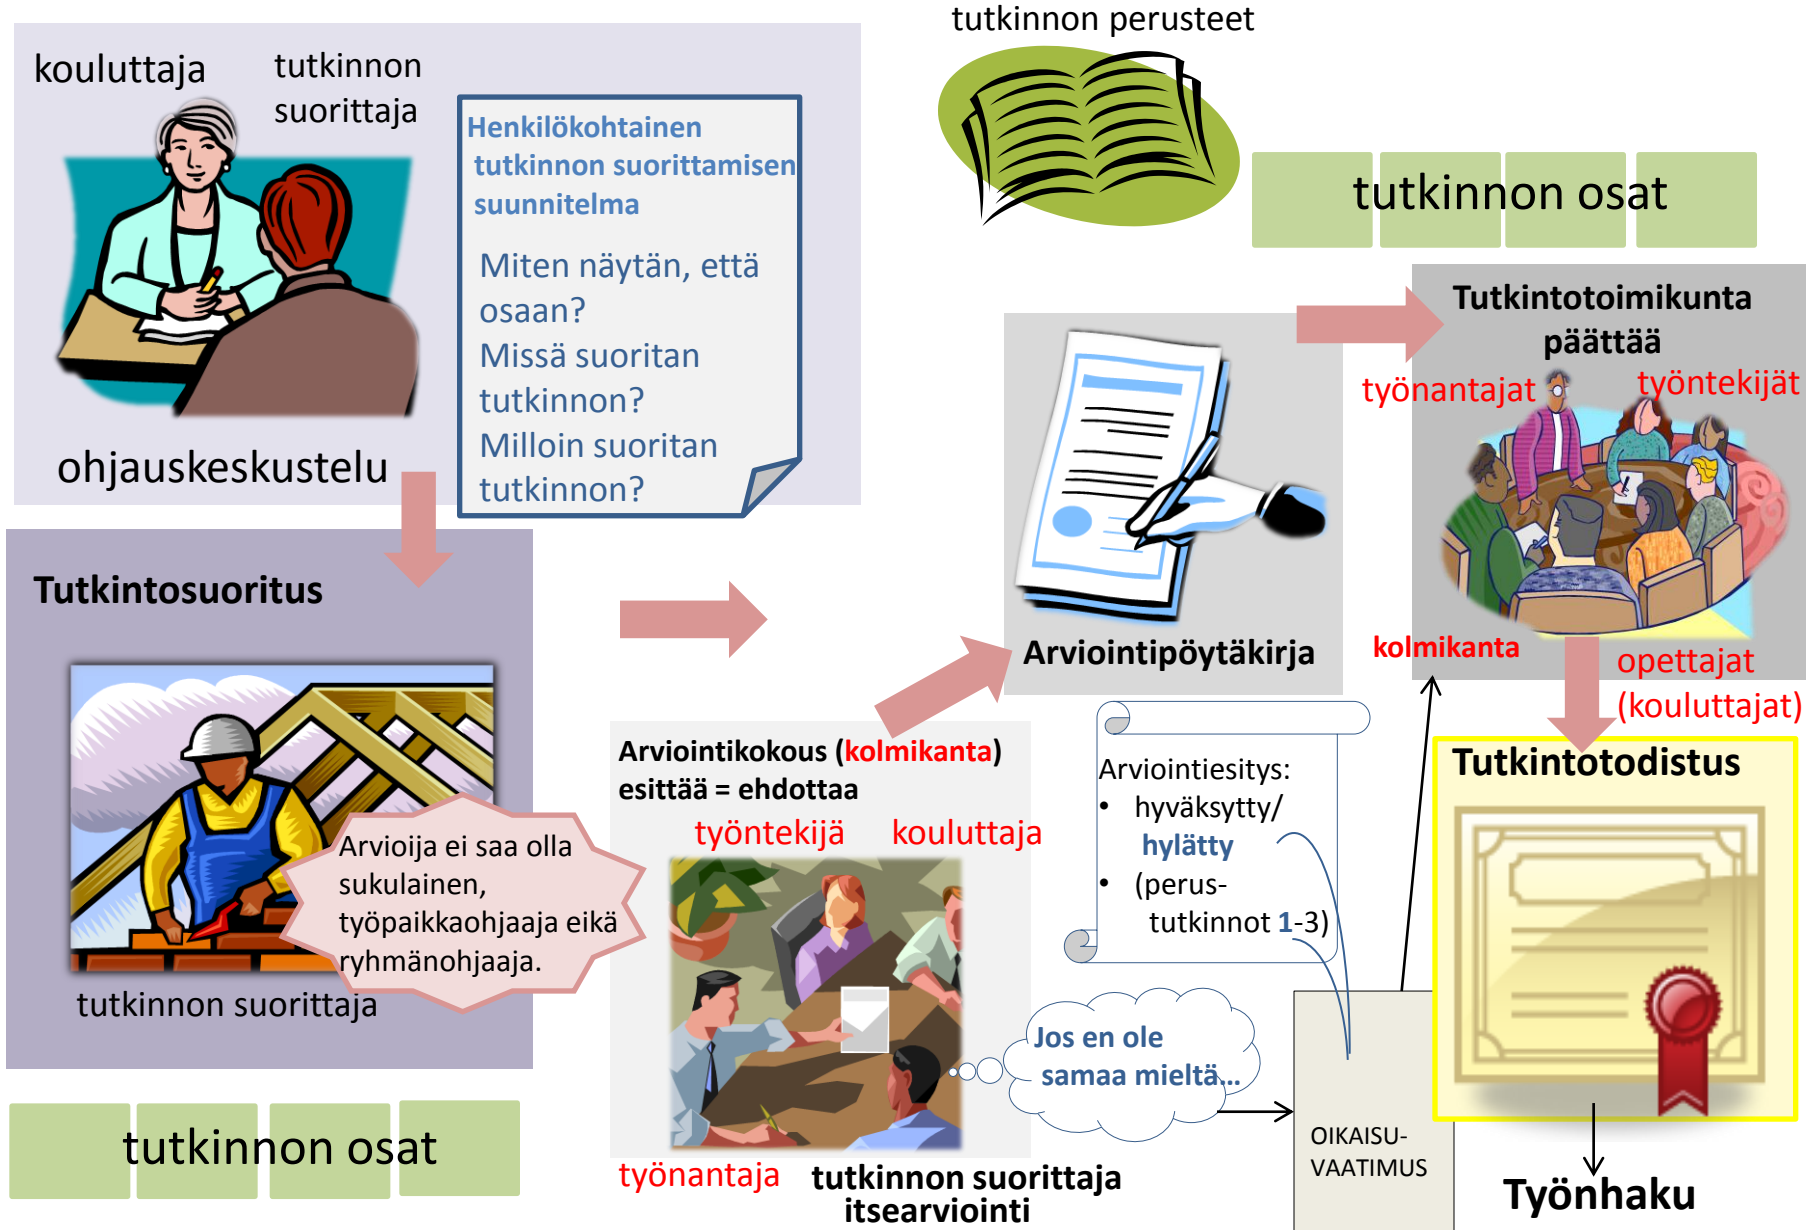 tutkinnon perusteet
kouluttaja
tutkinnon
suorittaja
Henkilökohtainen
tutkinnon suorittamisen
suunnitelma
Miten näytän, että
osaan?
Missä suoritan
tutkinnon?
Milloin suoritan
tutkinnon?
ohjauskeskustelu
tutkinnon osat
Tutkintotoimikunta
päättää
työnantajat
työntekijät
kolmikanta
opettajat
(kouluttajat)
Tutkintosuoritus
tutkinnon suorittaja
Arvioija ei saa olla
sukulainen,
työpaikkaohjaaja eikä
ryhmänohjaaja.
Arviointipöytäkirja
Arviointikokous (kolmikanta)
esittää = ehdottaa
työntekijä
kouluttaja
työnantaja
tutkinnon suorittaja
itsearviointi
Arviointiesitys:
• hyväksytty/
hylätty
• (perus-
tutkinnot 1-3)
Jos en ole
samaa mieltä...
OIKAISU-
VAATIMUS
Tutkintotodistus
Työnhaku
tutkinnon osat